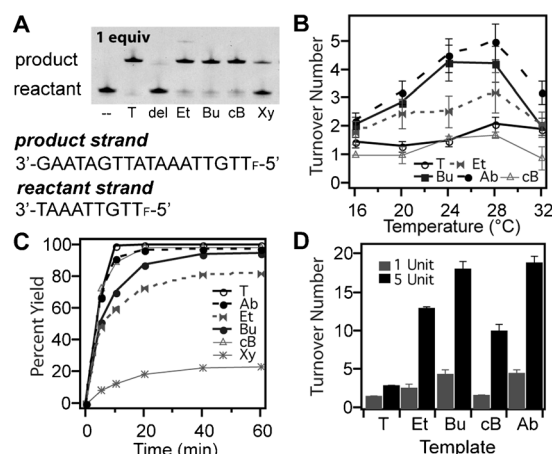 A
1 equiv
product
reactant
-- T del Et Bu cB Xy
product strand
3'-GAATAGTTATAAATTGTTF-5'
reactant strand
3'-TAAATTGTTF-5'
B
Turnover Number
5
4
3
2
1
0
T Et
Bu Ab cB
16 20 24 28 32
Temperature (°C)
C
Percent Yield
100
80
60
40
20
0
T
Ab
Et
Bu
cB
Xy
0 20 40 60
Time (min)
D
Turnover Number
20
15
10
5
0
1 Unit
5 Unit
T Et Bu cB Ab
Template